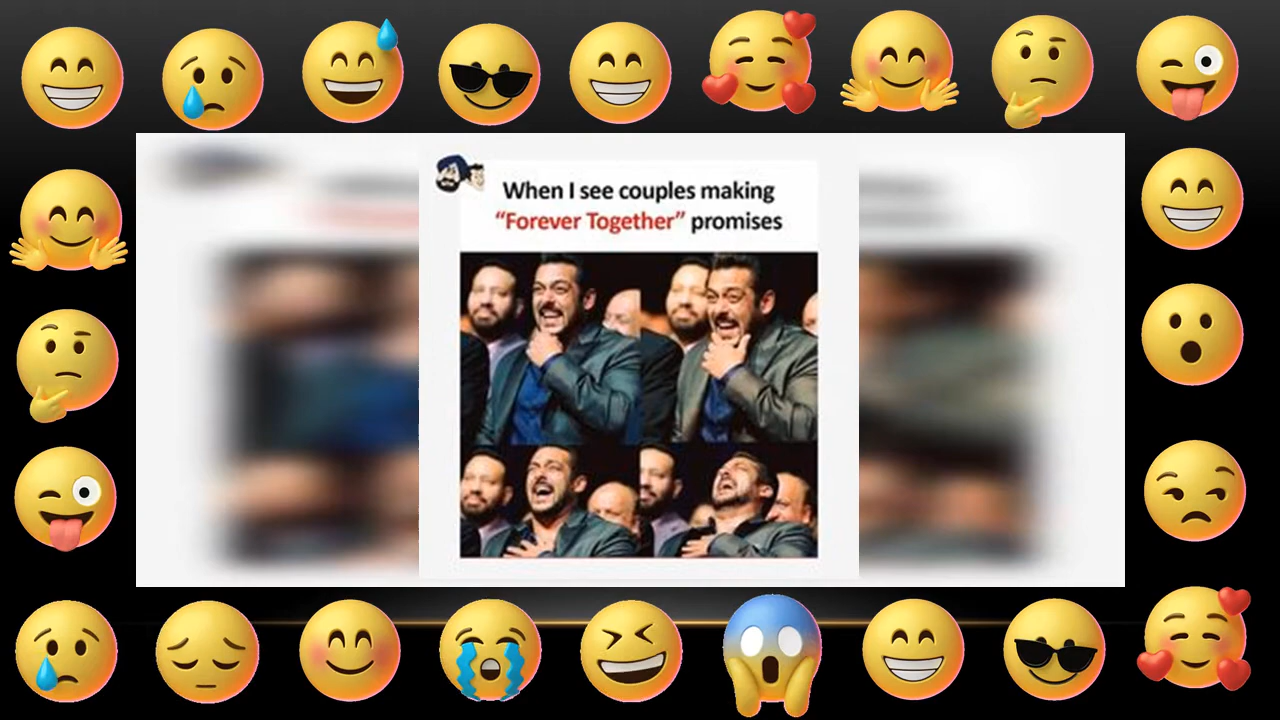 When I see couples making
“Forever Together” promises